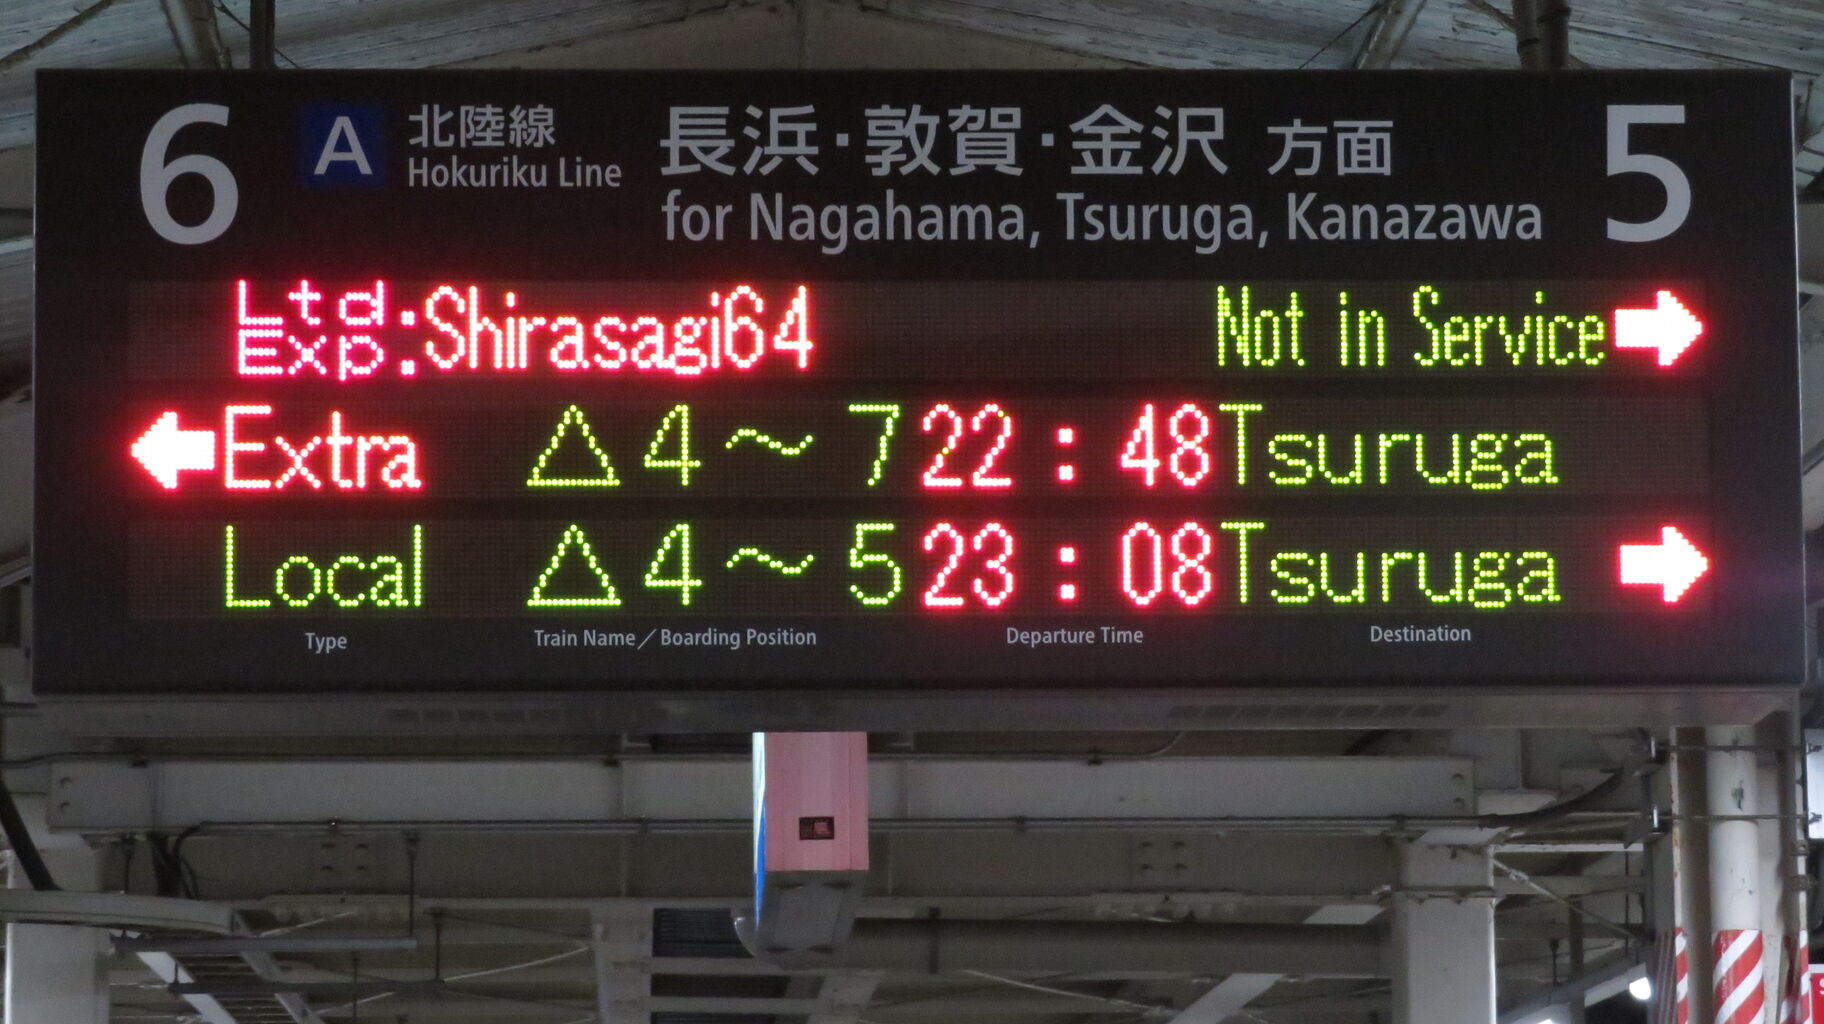 6 A 北陸線 長浜・敦賀・金沢 方面 5
Hokuriku Line for Nagahama, Tsuruga, Kanazawa
Ltd Exp:Shirasagi64 Not in Service →
← Extra △4～7 22:48 Tsuruga
Local △4～5 23:08 Tsuruga →
Type Train Name／Boarding Position Departure Time Destination